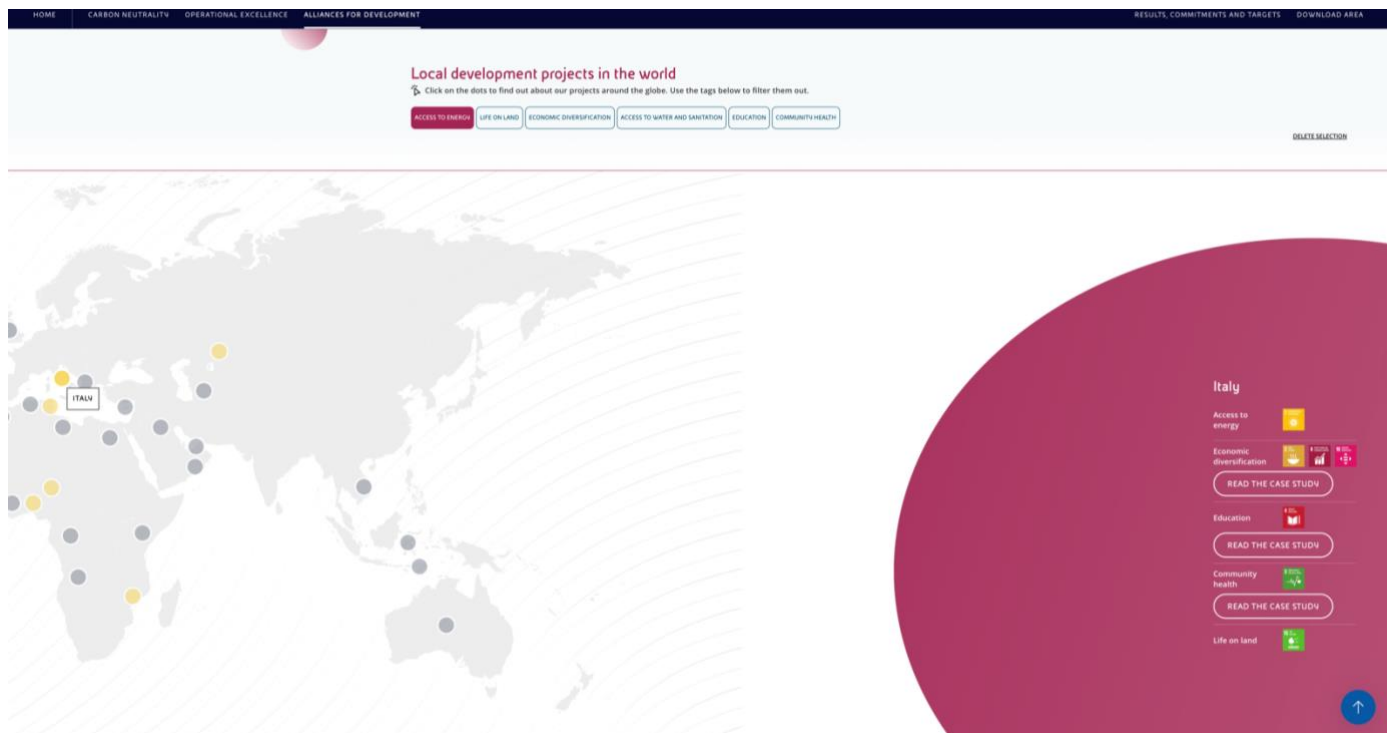 HOME CARBON NEUTRALITY OPERATIONAL EXCELLENCE ALLIANCES FOR DEVELOPMENT RESULTS, COMMITMENTS AND TARGETS DOWNLOAD AREA
Local development projects in the world
Click on the dots to find out about our projects around the globe. Use the tags below to filter them out.
ACCESS TO ENERGY LIFE ON LAND ECONOMIC DIVERSIFICATION ACCESS TO WATER AND SANITATION EDUCATION COMMUNITY HEALTH
DELETE SELECTION
ITALY
Italy
Access to
energy
Economic
diversification
READ THE CASE STUDY
Education
READ THE CASE STUDY
Community
health
READ THE CASE STUDY
Life on land